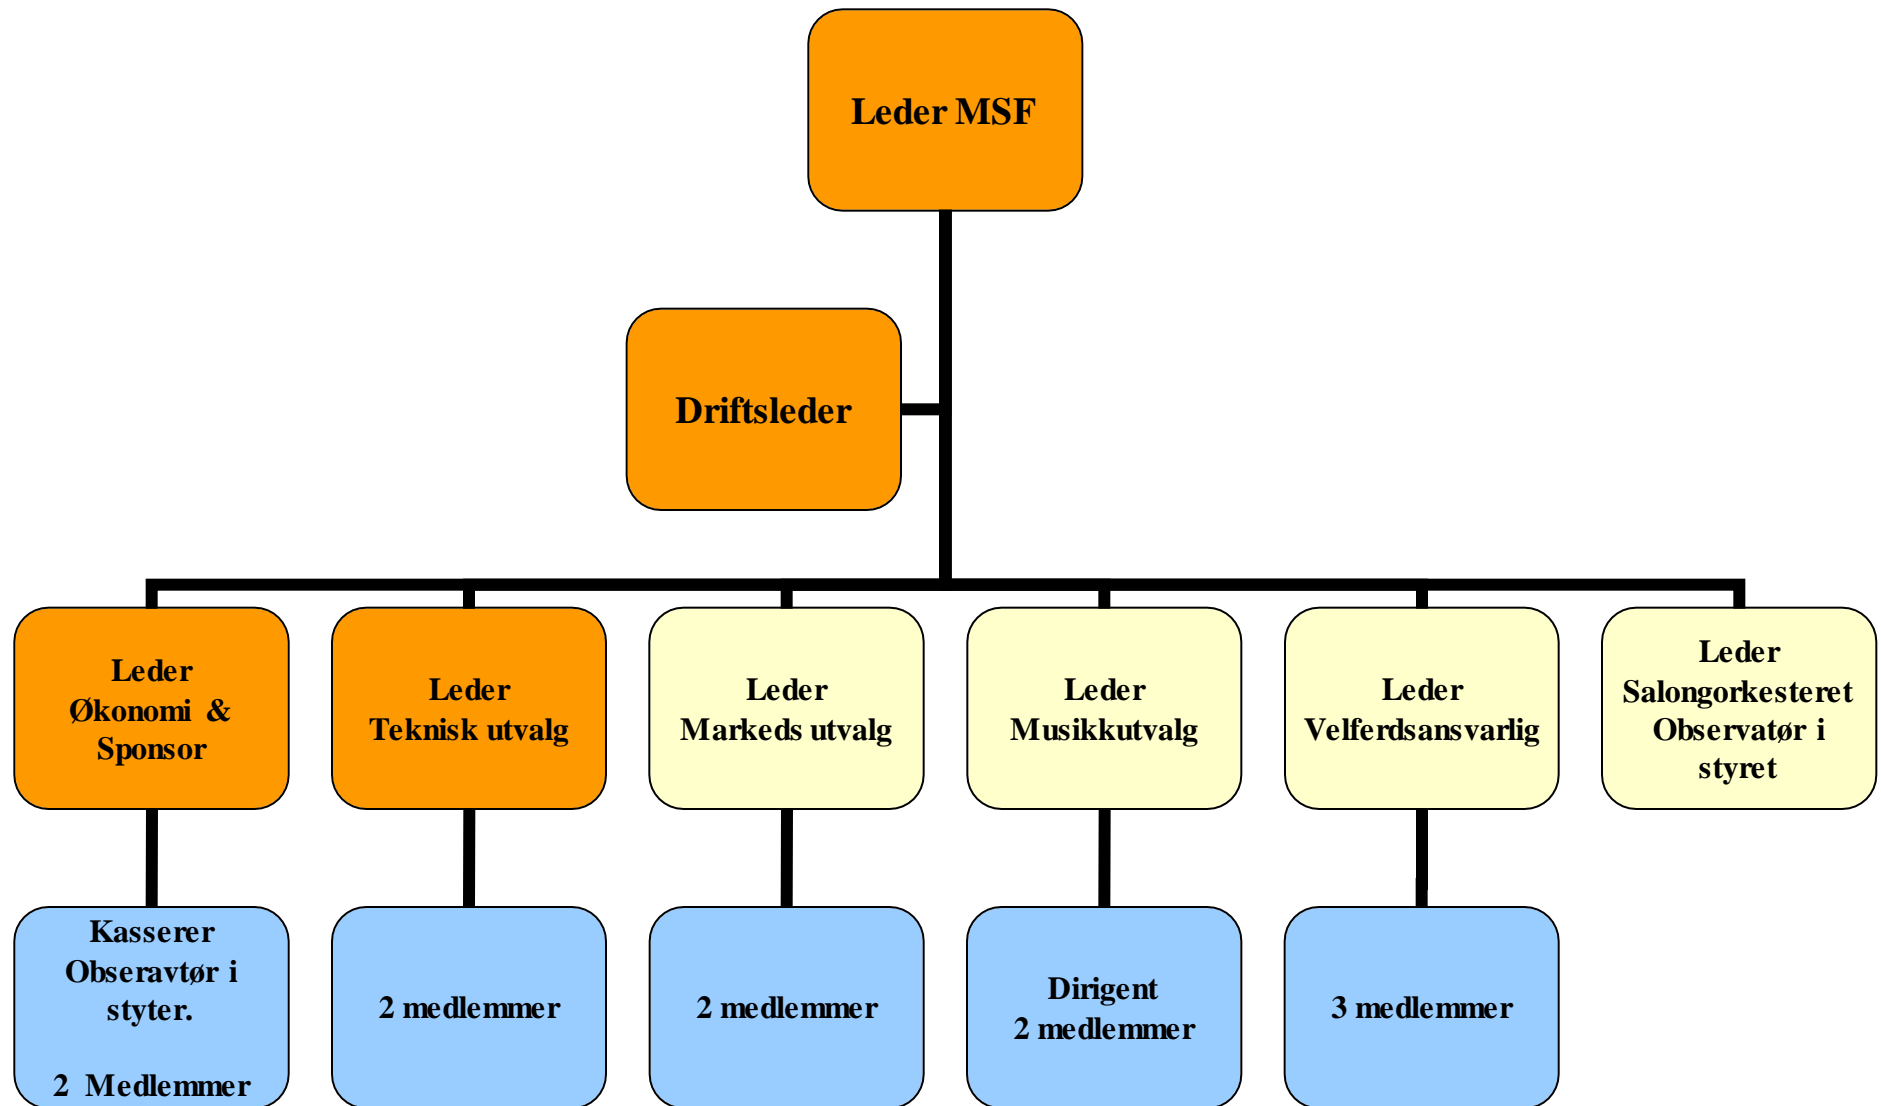 Leder MSF
Driftsleder
Leder
Økonomi &
Sponsor
Leder
Teknisk utvalg
Leder
Markeds utvalg
Leder
Musikkutvalg
Leder
Velferdsansvarlig
Leder
Salongorkesteret
Observatør i
styret
Kasserer
Obseravtør i
styter.
2 Medlemmer
2 medlemmer
2 medlemmer
Dirigent
2 medlemmer
3 medlemmer